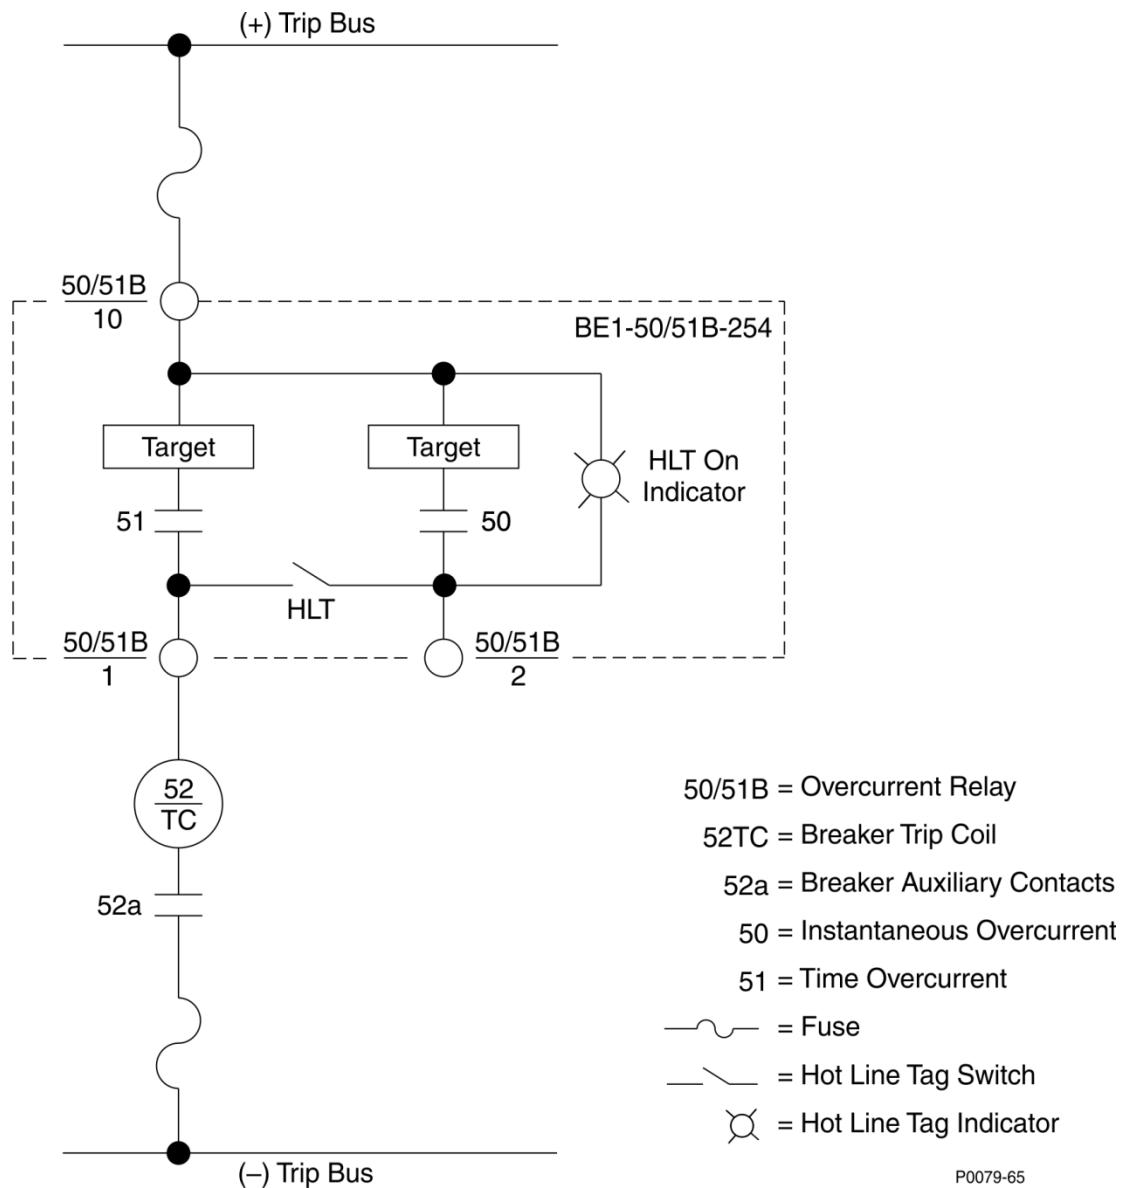 (+) Trip Bus
50/51B
10
BE1-50/51B-254
Target
Target
HLT On
Indicator
51
50
HLT
50/51B
1
50/51B
2
52
TC
52a
50/51B = Overcurrent Relay
52TC = Breaker Trip Coil
52a = Breaker Auxiliary Contacts
50 = Instantaneous Overcurrent
51 = Time Overcurrent
= Fuse
= Hot Line Tag Switch
= Hot Line Tag Indicator
(–) Trip Bus
P0079-65